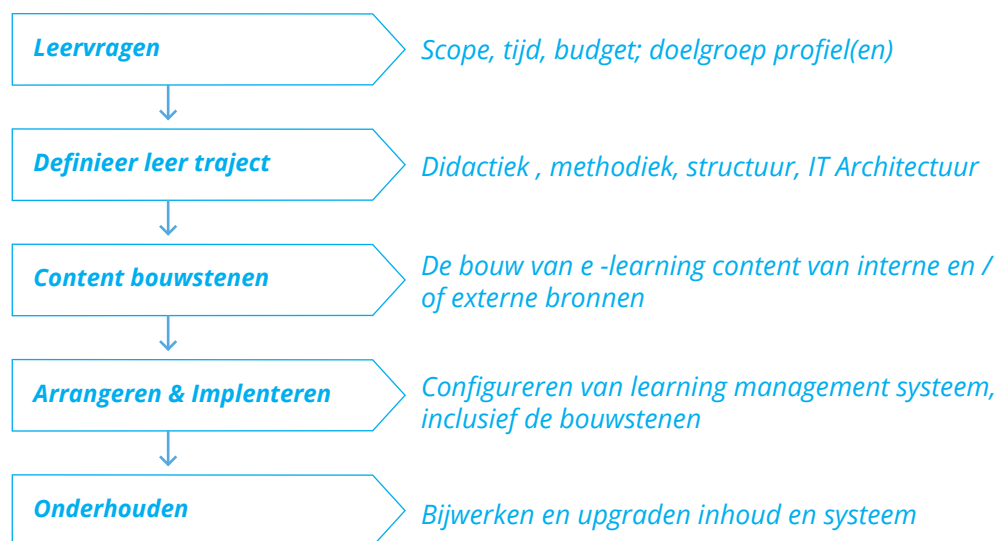 Leervragen
Scope, tijd, budget; doelgroep profiel(en)
Definieer leer traject
Didactiek , methodiek, structuur, IT Architectuur
Content bouwstenen
De bouw van e -learning content van interne en /
of externe bronnen
Arrangeren & Implenteren
Configureren van learning management systeem,
inclusief de bouwstenen
Onderhouden
Bijwerken en upgraden inhoud en systeem